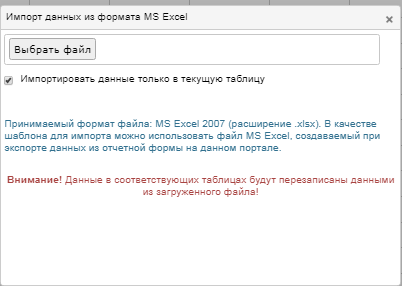 Импорт данных из формата MS Excel
Выбрать файл
Импортировать данные только в текущую таблицу
Принимаемый формат файла: MS Excel 2007 (расширение .xlsx). В качестве
шаблона для импорта можно использовать файл MS Excel, создаваемый при
экспорте данных из отчетной формы на данном портале.
Внимание! Данные в соответствующих таблицах будут перезаписаны данными
из загруженного файла!